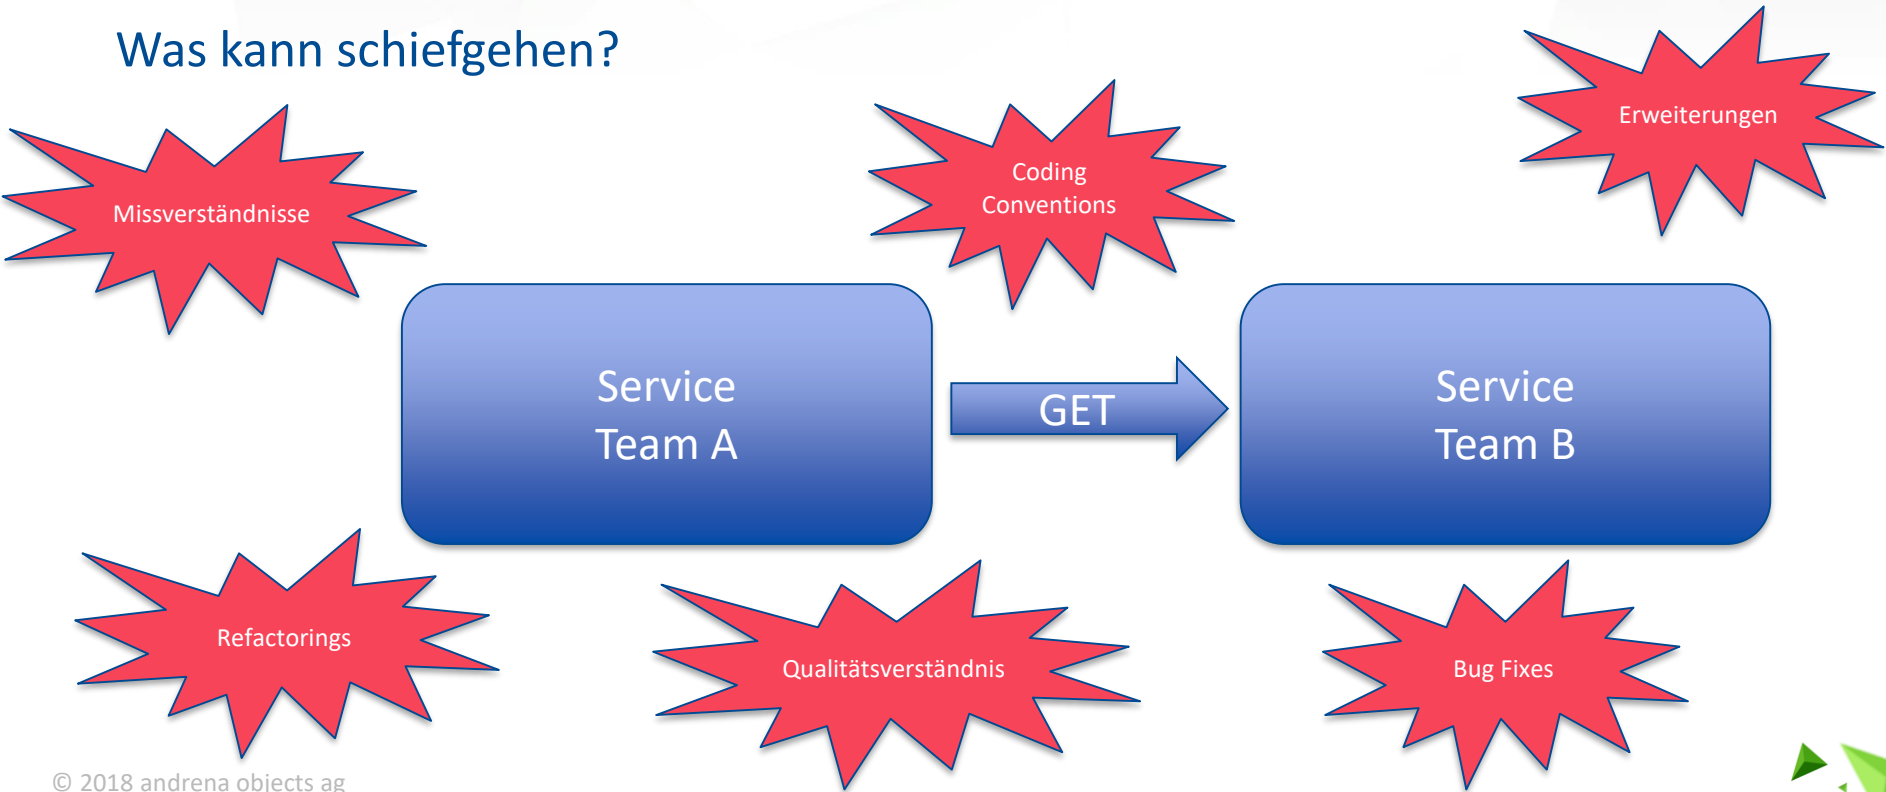 Was kann schiefgehen?
Erweiterungen
Coding
Conventions
Missverständnisse
Service
Team A
GET
Service
Team B
Refactorings
Qualitätsverständnis
Bug Fixes
© 2018 andrena objects ag